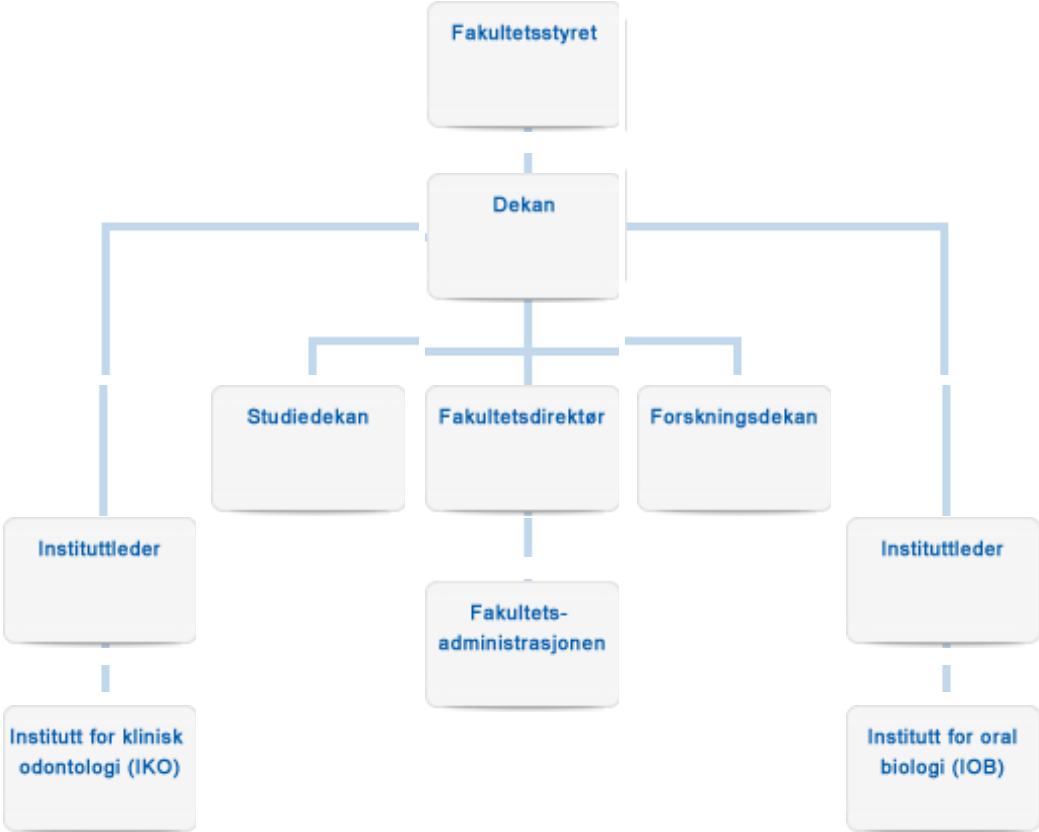 Fakultetsstyret
Dekan
Studiedekan
Fakultetsdirektør
Forskningsdekan
Instituttleder
Instituttleder
Fakultets-
administrasjonen
Institutt for klinisk
odontologi (IKO)
Institutt for oral
biologi (IOB)